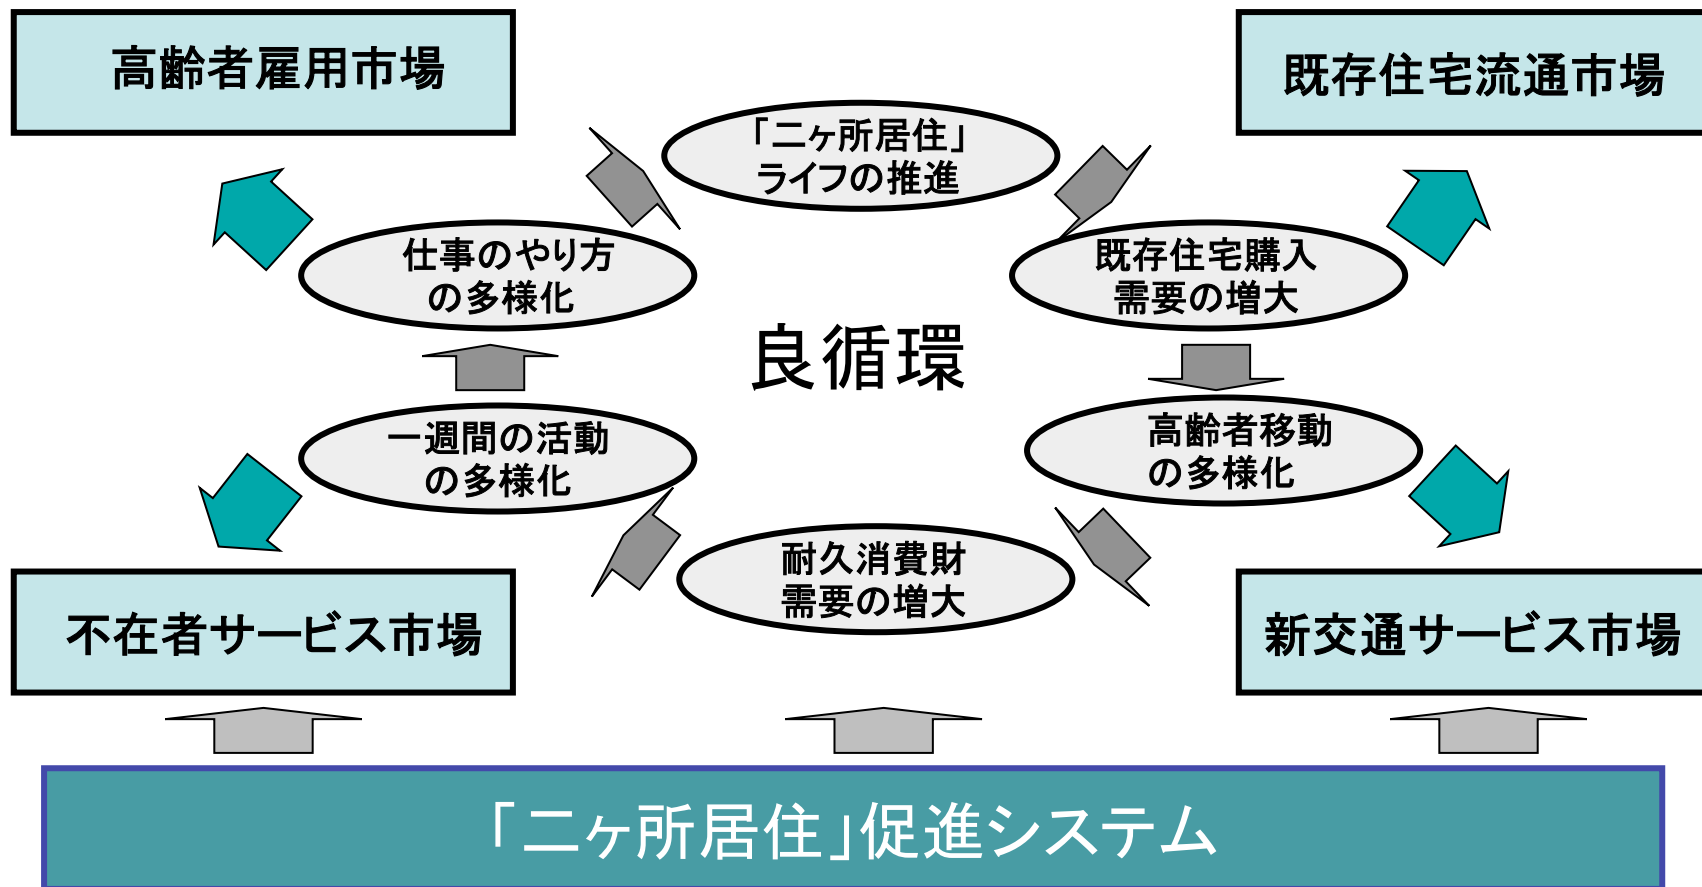 高齢者雇用市場
既存住宅流通市場
「二ヶ所居住」
ライフの推進
仕事のやり方
の多様化
既存住宅購入
需要の増大
良循環
一週間の活動
の多様化
高齢者移動
の多様化
耐久消費財
需要の増大
不在者サービス市場
新交通サービス市場
「二ヶ所居住」促進システム